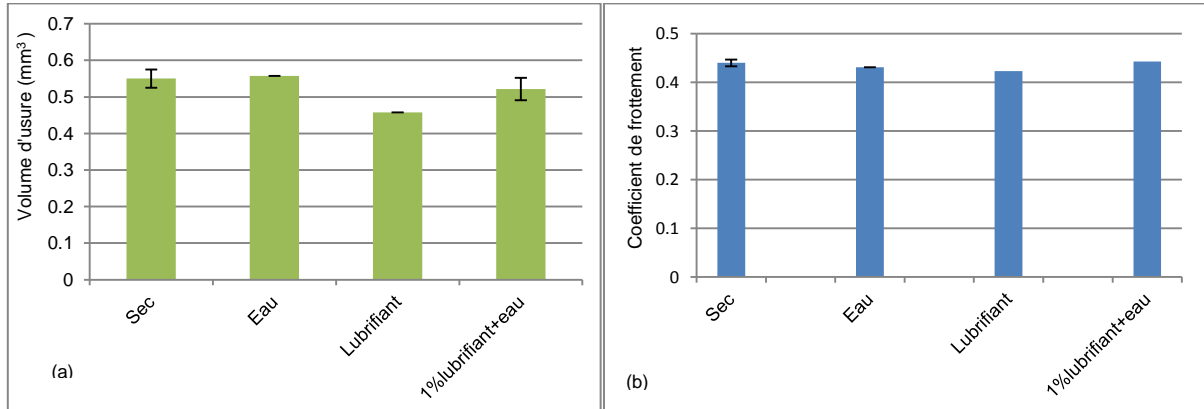 Volume d'usure (mm³)
0.7
0.6
0.5
0.4
0.3
0.2
0.1
0
Sec
Eau
Lubrifiant
1%lubrifiant+eau
(a)
Coefficient de frottement
0.5
0.4
0.3
0.2
0.1
0
Sec
Eau
Lubrifiant
1%lubrifiant+eau
(b)